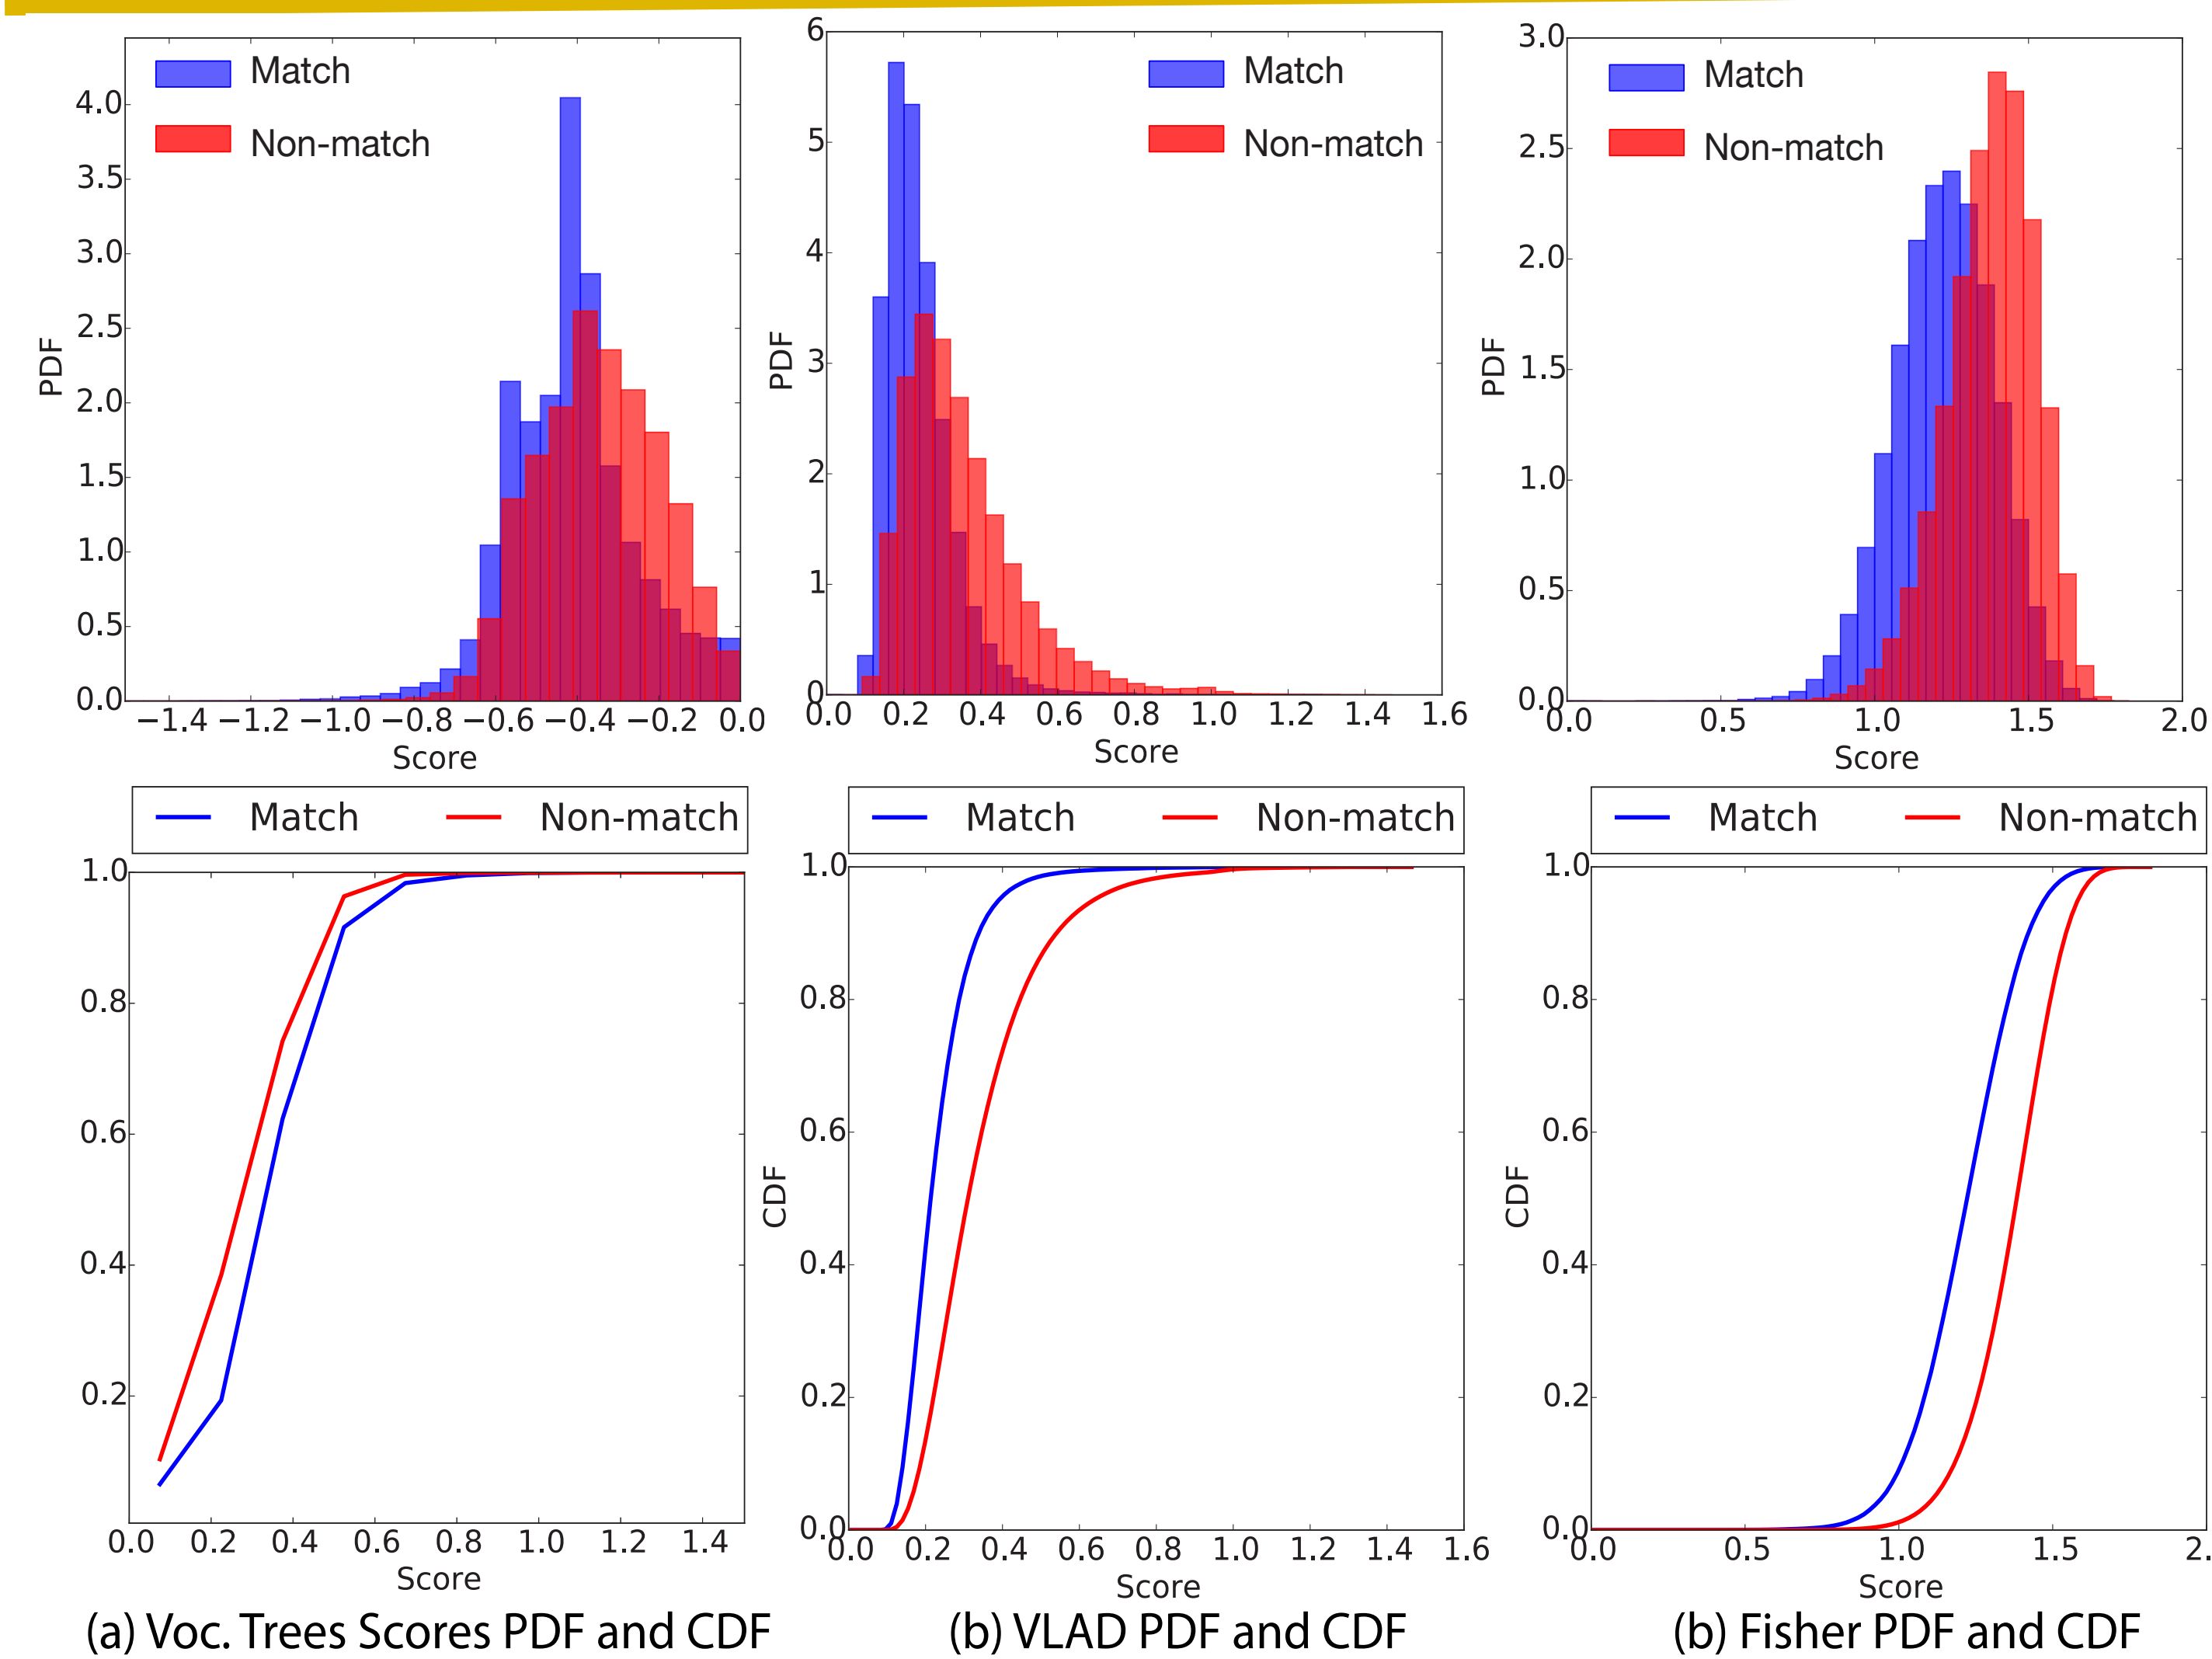 Match
Non-match
4.0
3.5
3.0
2.5
2.0
1.5
1.0
0.5
0.0
PDF
−1.4 −1.2 −1.0 −0.8 −0.6 −0.4 −0.2 0.0
Score
Match
Non-match
6
5
4
3
2
1
0
PDF
0.0 0.2 0.4 0.6 0.8 1.0 1.2 1.4 1.6
Score
Match
Non-match
3.0
2.5
2.0
1.5
1.0
0.5
0.0
PDF
0.0 0.5 1.0 1.5 2.0
Score
Match Non-match
1.0
0.8
0.6
0.4
0.2
0.0 0.2 0.4 0.6 0.8 1.0 1.2 1.4
Score
Match Non-match
1.0
0.8
0.6
0.4
0.2
0.0
CDF
0.0 0.2 0.4 0.6 0.8 1.0 1.2 1.4 1.6
Score
Match Non-match
1.0
0.8
0.6
0.4
0.2
0.0
CDF
0.0 0.5 1.0 1.5 2.
Score
(a) Voc. Trees Scores PDF and CDF
(b) VLAD PDF and CDF
(b) Fisher PDF and CDF